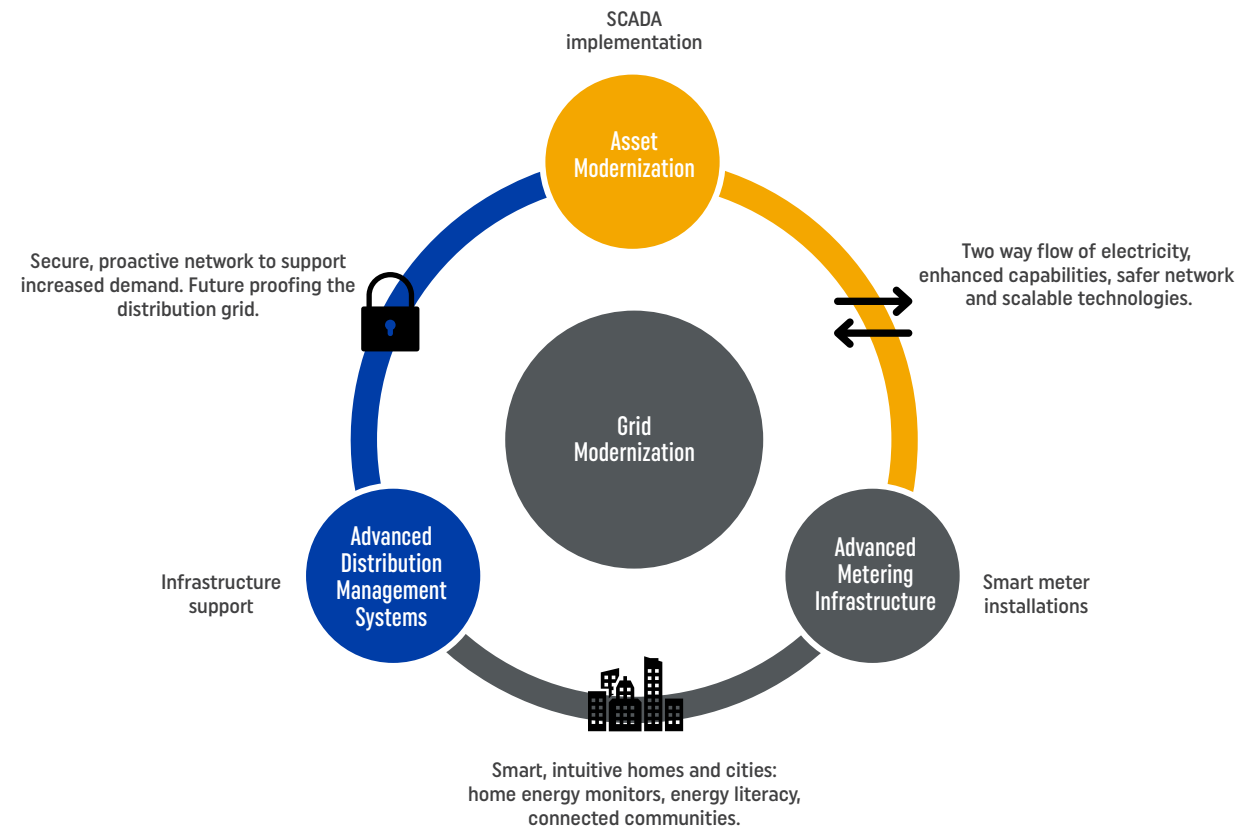 SCADA
implementation
Asset
Modernization
Secure, proactive network to support
increased demand. Future proofing the
distribution grid.
Two way flow of electricity,
enhanced capabilities, safer network
and scalable technologies.
Grid
Modernization
Infrastructure
support
Advanced
Distribution
Management
Systems
Advanced
Metering
Infrastructure
Smart meter
installations
Smart, intuitive homes and cities:
home energy monitors, energy literacy,
connected communities.